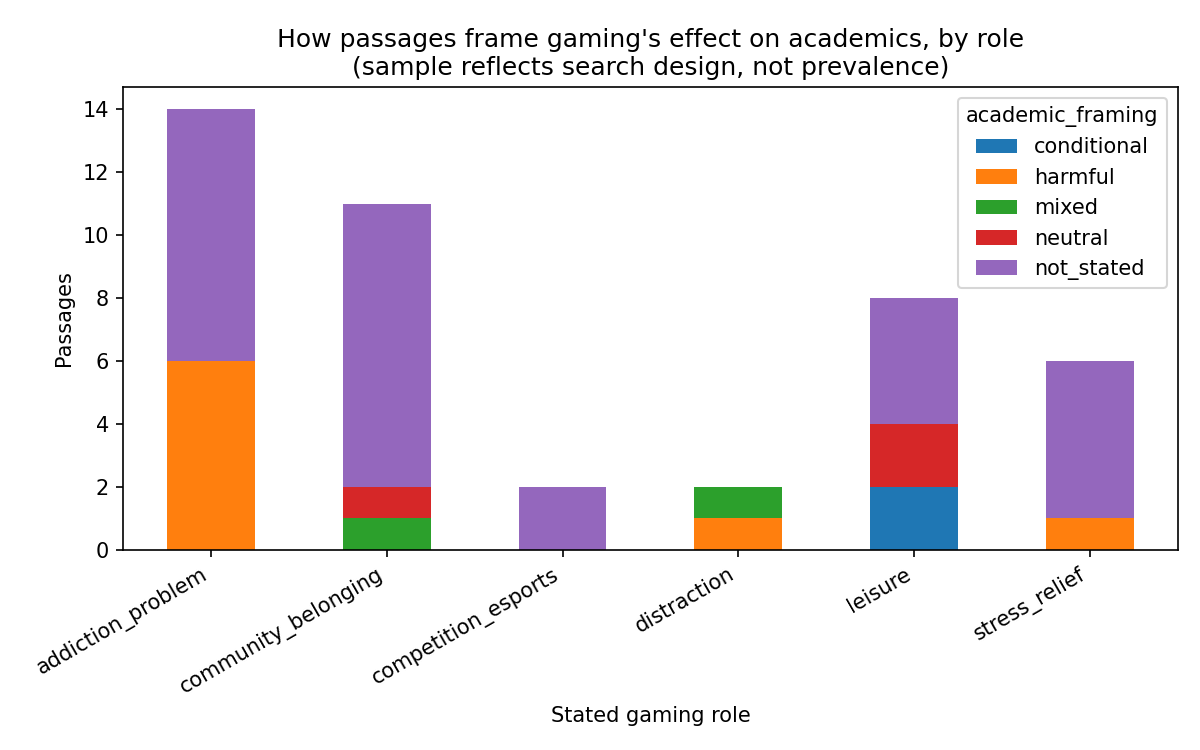 How passages frame gaming's effect on academics, by role
(sample reflects search design, not prevalence)
academic_framing
conditional
harmful
mixed
neutral
not_stated
Passages
14
12
10
8
6
4
2
0
addiction_problem
community_belonging
competition_esports
distraction
leisure
stress_relief
Stated gaming role